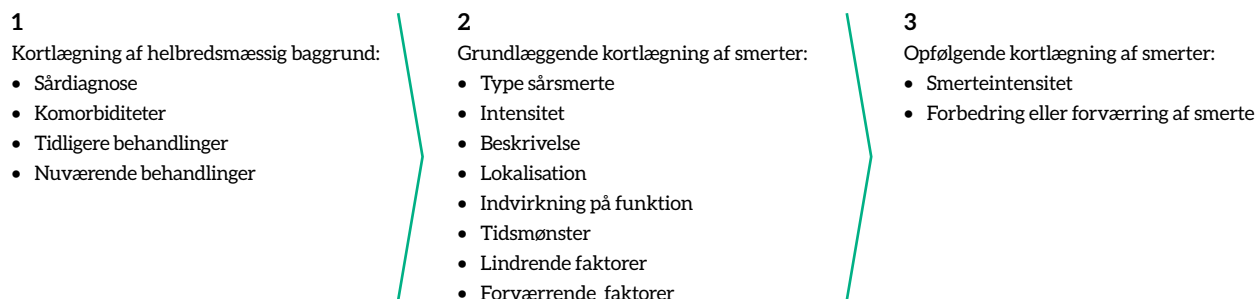 1
Kortlægning af helbredsmæssig baggrund:
• Sårdiagnose
• Komorbiditeter
• Tidligere behandlinger
• Nuværende behandlinger
2
Grundlæggende kortlægning af smerter:
• Type sårsmerte
• Intensitet
• Beskrivelse
• Lokalisation
• Indvirkning på funktion
• Tidsmønster
• Lindrende faktorer
• Forværrende faktorer
3
Opfølgende kortlægning af smerter:
• Smerteintensitet
• Forbedring eller forværring af smerte